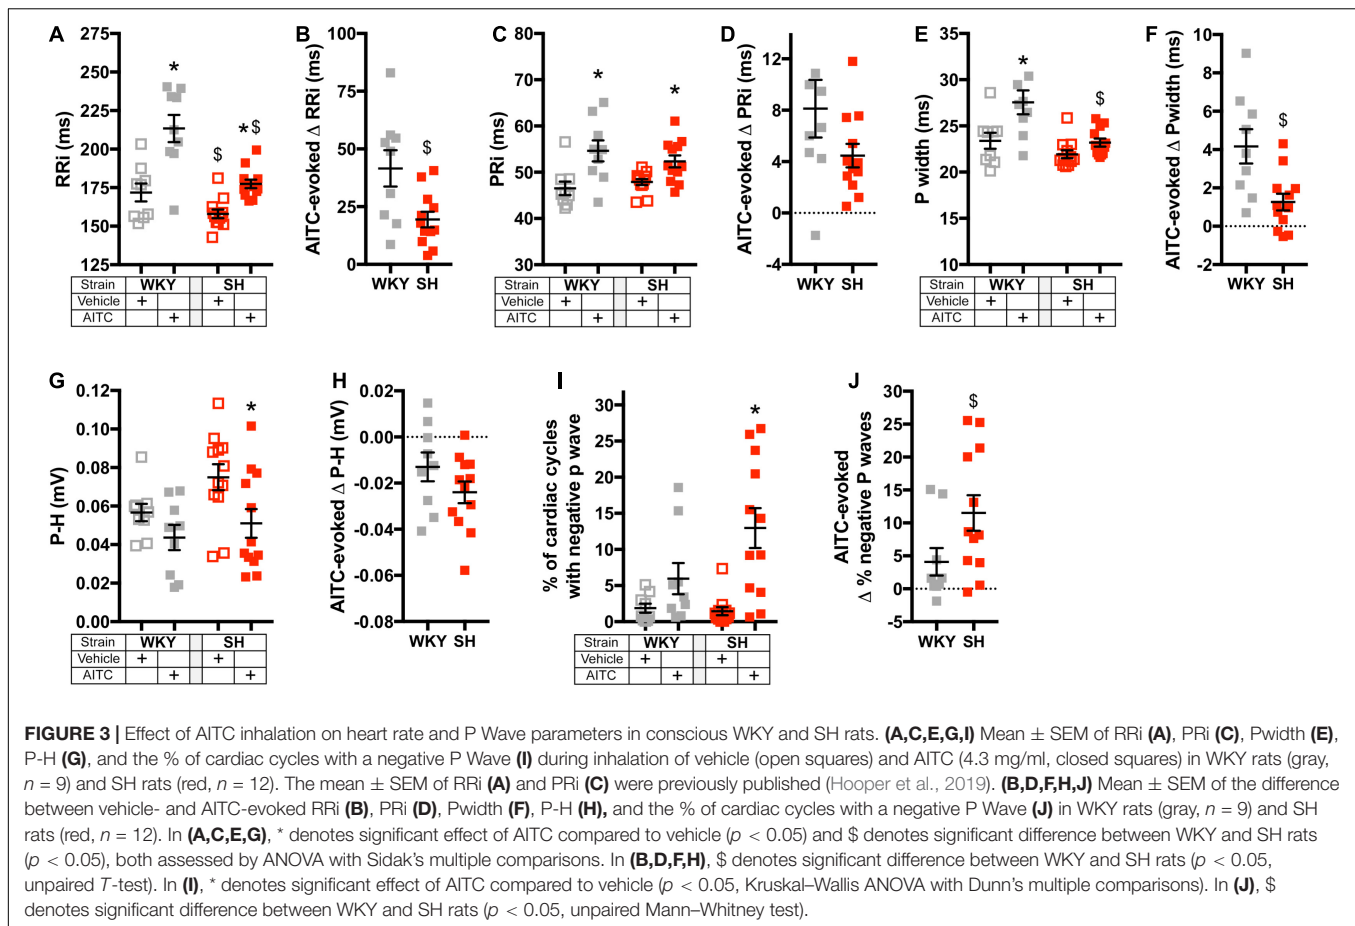 A
RRi
(ms)
275
250
225
200
175
150
125
*
$
*$
Strain WKY SH
Vehicle + +
AITC + +
B
AITC-evoked Δ RRi (ms)
100
75
50
25
0
$
WKY SH
C
PRi
(ms)
70
60
50
40
30
*
*
Strain WKY SH
Vehicle + +
AITC + +
D
AITC-evoked Δ PRi (ms)
12
8
4
0
-4
WKY SH
E
P width
(ms)
35
30
25
20
15
10
*
$
Strain WKY SH
Vehicle + +
AITC + +
F
AITC-evoked Δ Pwidth (ms)
10
8
6
4
2
0
-2
$
WKY SH
G
P-H (mV)
0.12
0.10
0.08
0.06
0.04
0.02
0.00
*
Strain WKY SH
Vehicle + +
AITC + +
H
AITC-evoked Δ P-H (mV)
0.02
0.00
-0.02
-0.04
-0.06
-0.08
WKY SH
I
% of cardiac cycles
with negative p wave
30
25
20
15
10
5
0
*
Strain WKY SH
Vehicle + +
AITC + +
J
AITC-evoked
Δ % negative P waves
30
25
20
15
10
5
0
-5
$
WKY SH
FIGURE 3 | Effect of AITC inhalation on heart rate and P Wave parameters in conscious WKY and SH rats. (A,C,E,G,I) Mean ± SEM of RRi (A), PRi (C), Pwidth (E),
P-H (G), and the % of cardiac cycles with a negative P Wave (I) during inhalation of vehicle (open squares) and AITC (4.3 mg/ml, closed squares) in WKY rats (gray,
n = 9) and SH rats (red, n = 12). The mean ± SEM of RRi (A) and PRi (C) were previously published (Hooper et al., 2019). (B,D,F,H,J) Mean ± SEM of the difference
between vehicle- and AITC-evoked RRi (B), PRi (D), Pwidth (F), P-H (H), and the % of cardiac cycles with a negative P Wave (J) in WKY rats (gray, n = 9) and SH
rats (red, n = 12). In (A,C,E,G), * denotes significant effect of AITC compared to vehicle (p < 0.05) and $ denotes significant difference between WKY and SH rats
(p < 0.05), both assessed by ANOVA with Sidak's multiple comparisons. In (B,D,F,H), $ denotes significant difference between WKY and SH rats (p < 0.05,
unpaired T-test). In (I), * denotes significant effect of AITC compared to vehicle (p < 0.05, Kruskal–Wallis ANOVA with Dunn's multiple comparisons). In (J), $
denotes significant difference between WKY and SH rats (p < 0.05, unpaired Mann–Whitney test).